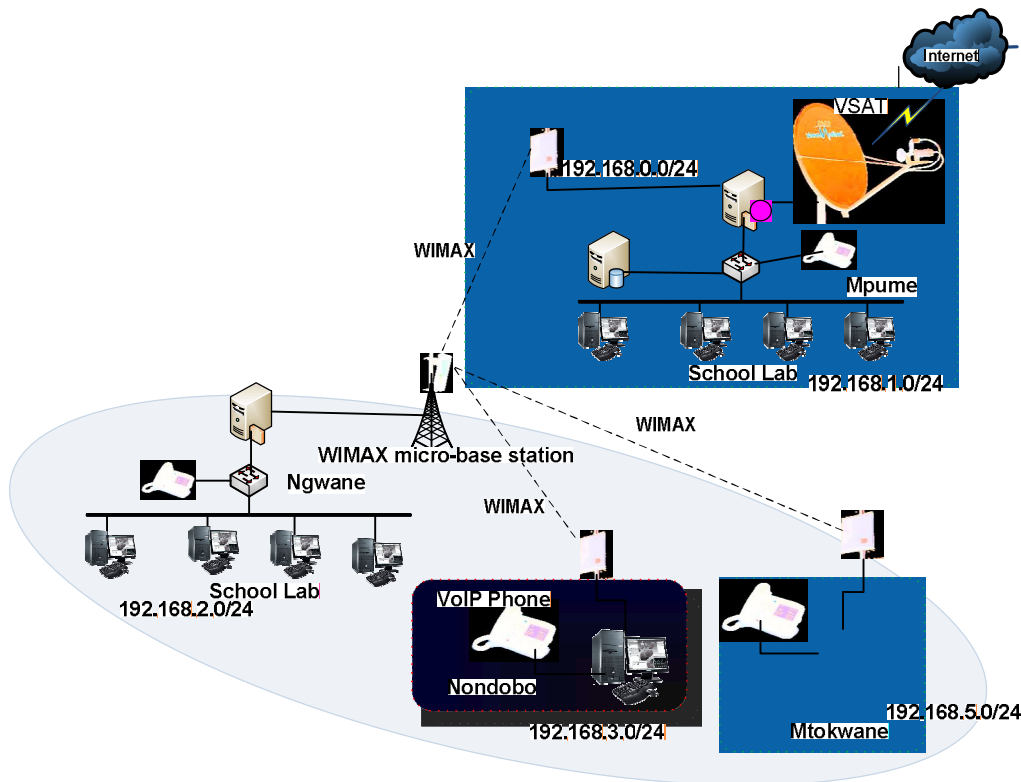 Internet
VSAT
192.168.0.0/24
WIMAX
Mpume
School Lab
192.168.1.0/24
WIMAX
WIMAX micro-base station
Ngwane
WIMAX
School Lab
192.168.2.0/24
VoIP Phone
Nondobo
192.168.3.0/24
192.168.5.0/24
Mtokwane